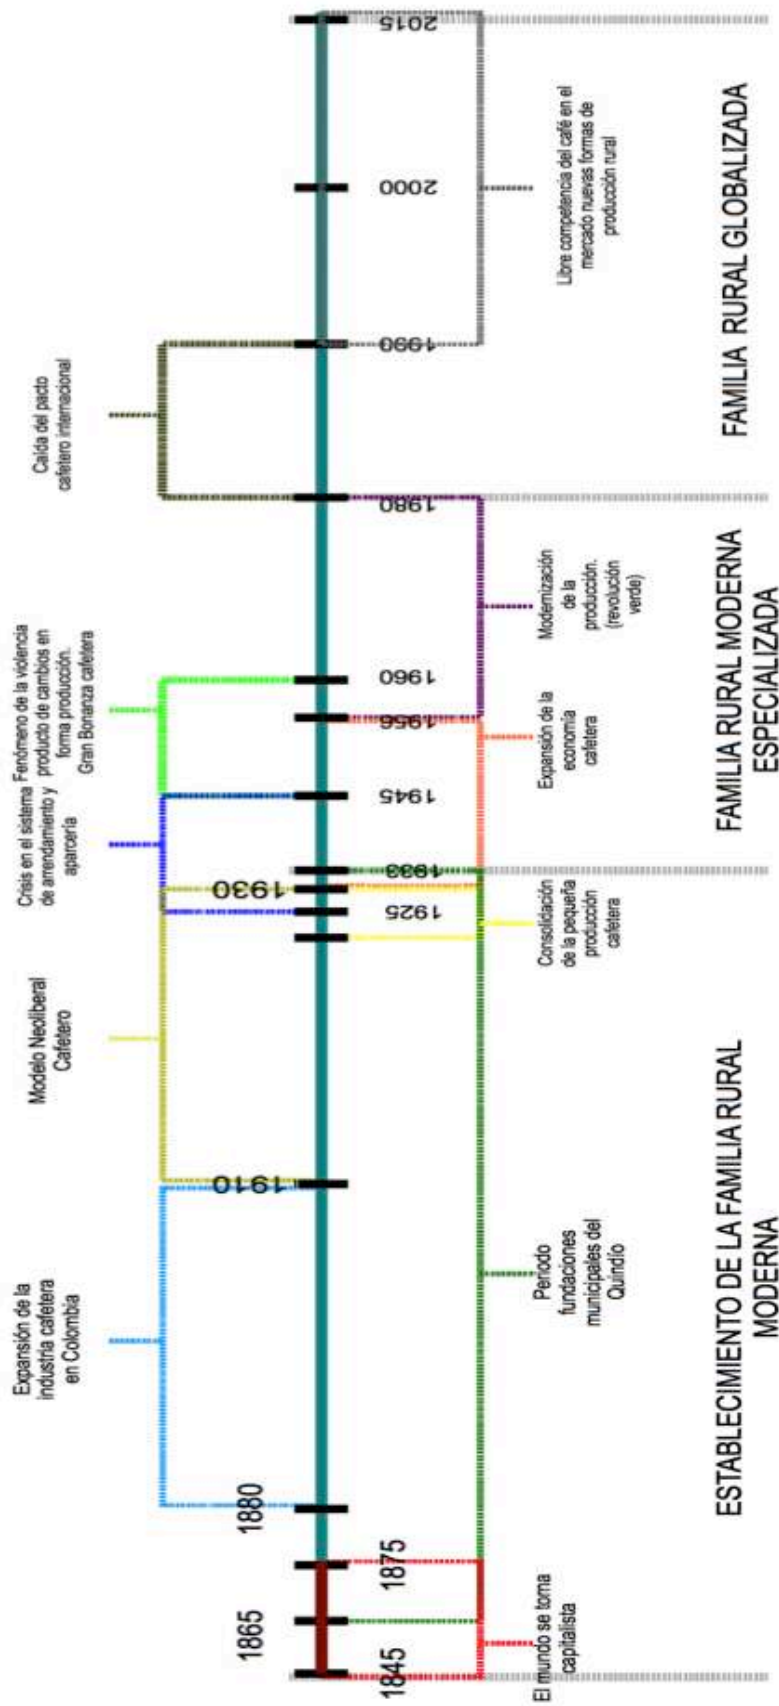 Expansión de la
industria cafetera
en Colombia
Modelo Neoliberal
Cafetero
Crisis en el sistema
de arrendamiento y
aparcería
Fenómeno de la violencia
producto de cambios en
forma producción.
Gran Bonanza cafetera
Caída del pacto
cafetero internacional
1865
1880
1910
1930
1845
1875
1925
1933
1945
1956
1960
1980
1990
2000
2015
El mundo se torna
capitalista
Periodo
fundaciones
municipales del
Quindío
Consolidación
de la pequeña
producción
cafetera
Expansión de la
economía
cafetera
Modernización
de la
producción.
(revolución
verde)
Libre competencia del café en el
mercado nuevas formas de
producción rural
ESTABLECIMIENTO DE LA FAMILIA RURAL
MODERNA
FAMILIA RURAL MODERNA
ESPECIALIZADA
FAMILIA RURAL GLOBALIZADA